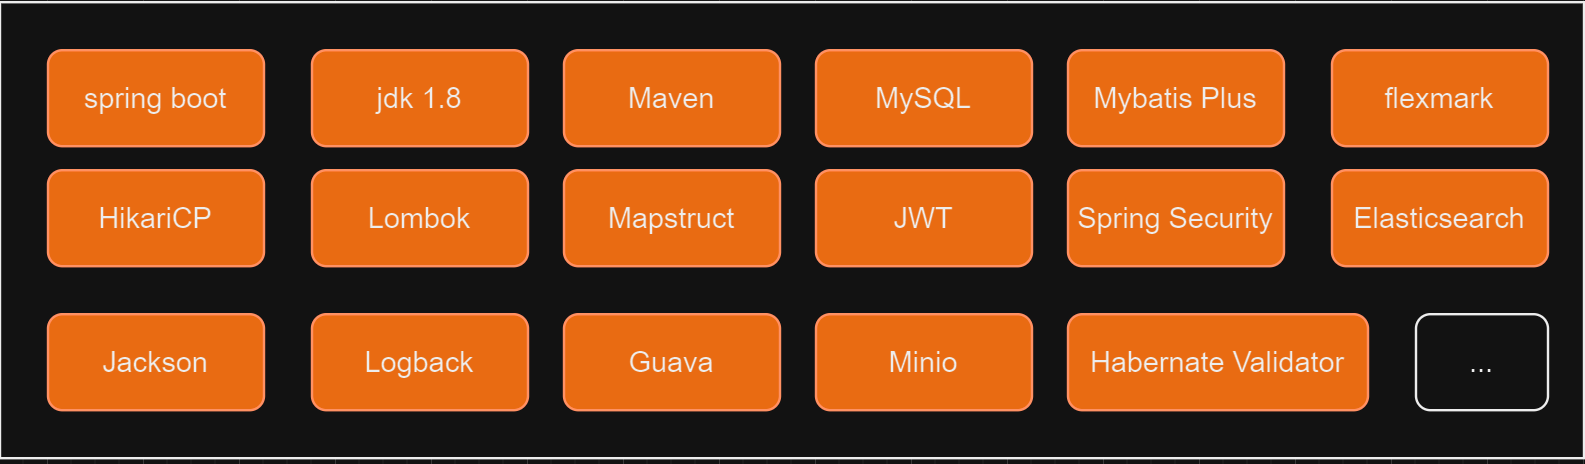 spring boot
jdk 1.8
Maven
MySQL
Mybatis Plus
flexmark
HikariCP
Lombok
Mapstruct
JWT
Spring Security
Elasticsearch
Jackson
Logback
Guava
Minio
Habernate Validator
...